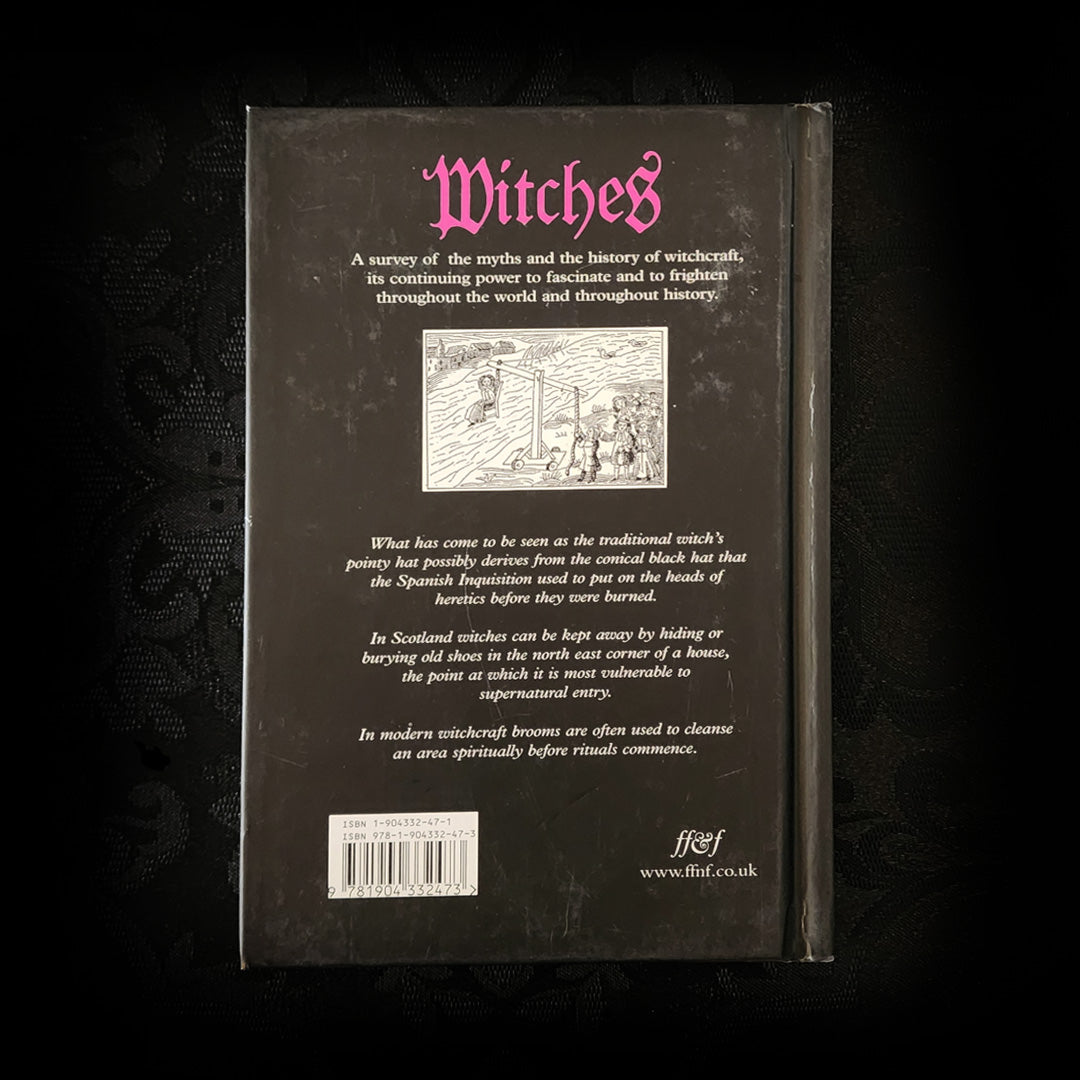 Witches
A survey of the myths and the history of witchcraft,
its continuing power to fascinate and to frighten
throughout the world and throughout history.
What has come to be seen as the traditional witch's
pointy hat possibly derives from the conical black hat that
the Spanish Inquisition used to put on the heads of
heretics before they were burned.
In Scotland witches can be kept away by hiding or
burying old shoes in the north east corner of a house,
the point at which it is most vulnerable to
supernatural entry.
In modern witchcraft brooms are often used to cleanse
an area spiritually before rituals commence.
ISBN 1-904332-47-1
ISBN 978-1-904332-47-3
9 781904 332473 >
ff&f
www.ffnf.co.uk